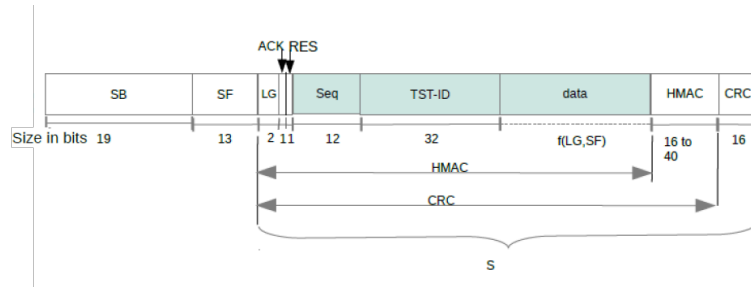 ACK RES
SB SF LG Seq TST-ID data HMAC CRC
Size in bits 19 13 2 1 1 12 32 f(LG,SF) 16 to 40 16
HMAC
CRC
S